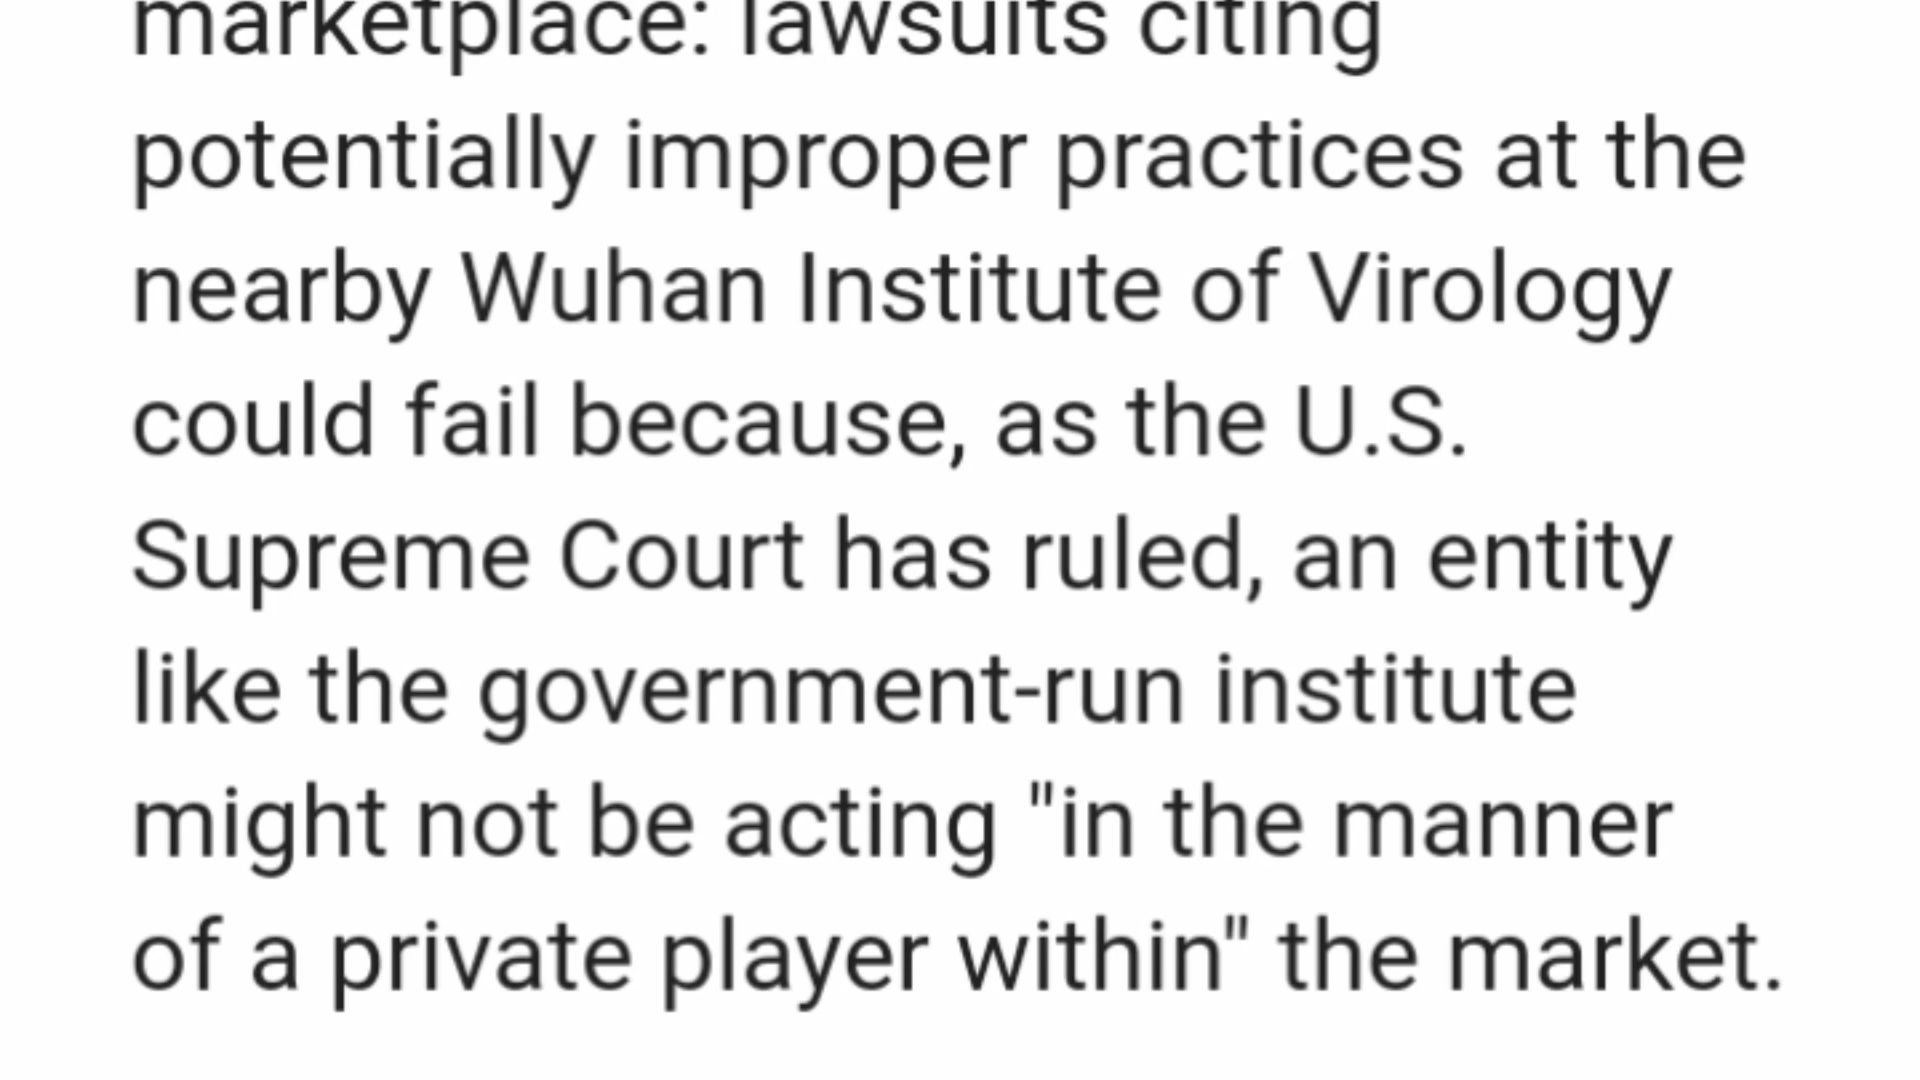 marketplace: lawsuits citing
potentially improper practices at the
nearby Wuhan Institute of Virology
could fail because, as the U.S.
Supreme Court has ruled, an entity
like the government-run institute
might not be acting "in the manner
of a private player within" the market.